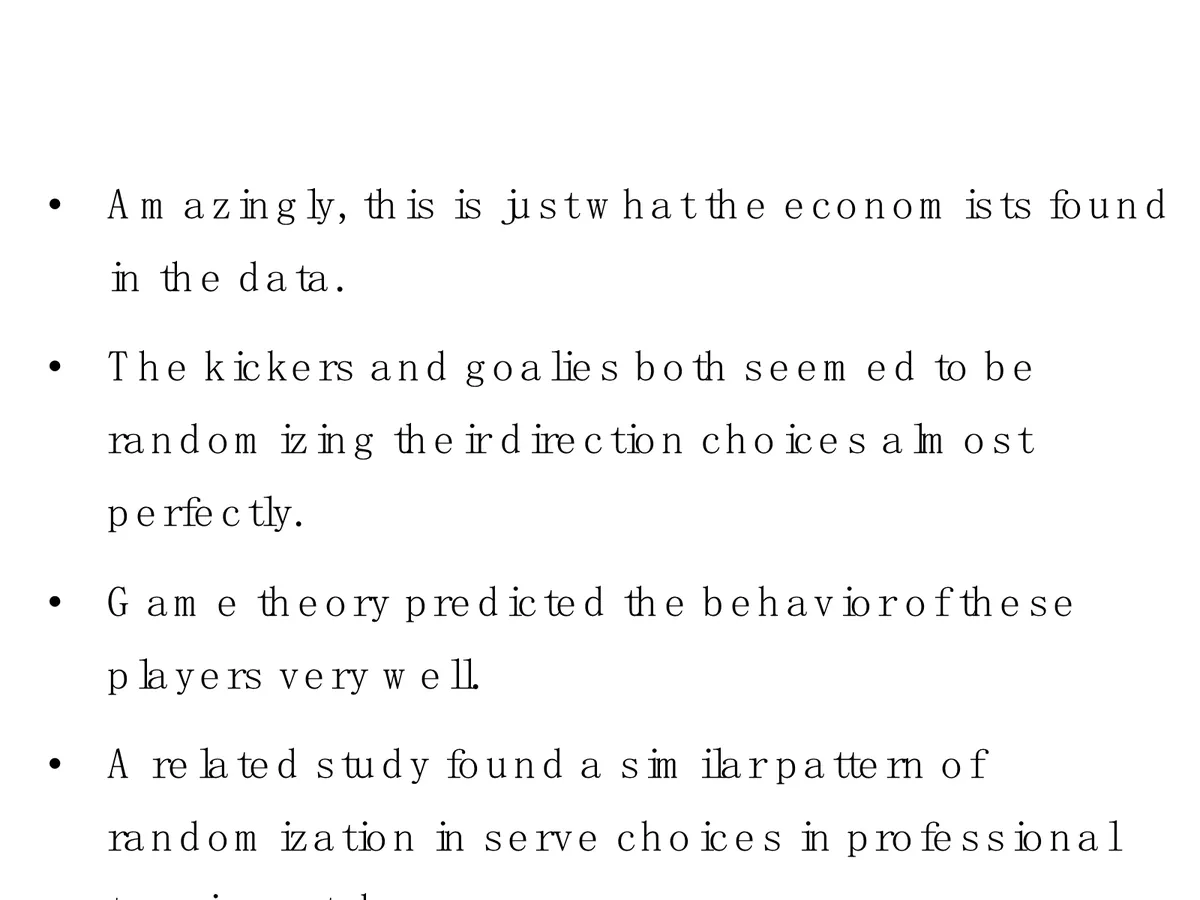 • Amazingly, this is just what the economists found
in the data.
• The kickers and goalies both seemed to be
randomizing their direction choices almost
perfectly.
• Game theory predicted the behavior of these
players very well.
• A related study found a similar pattern of
randomization in serve choices in professional